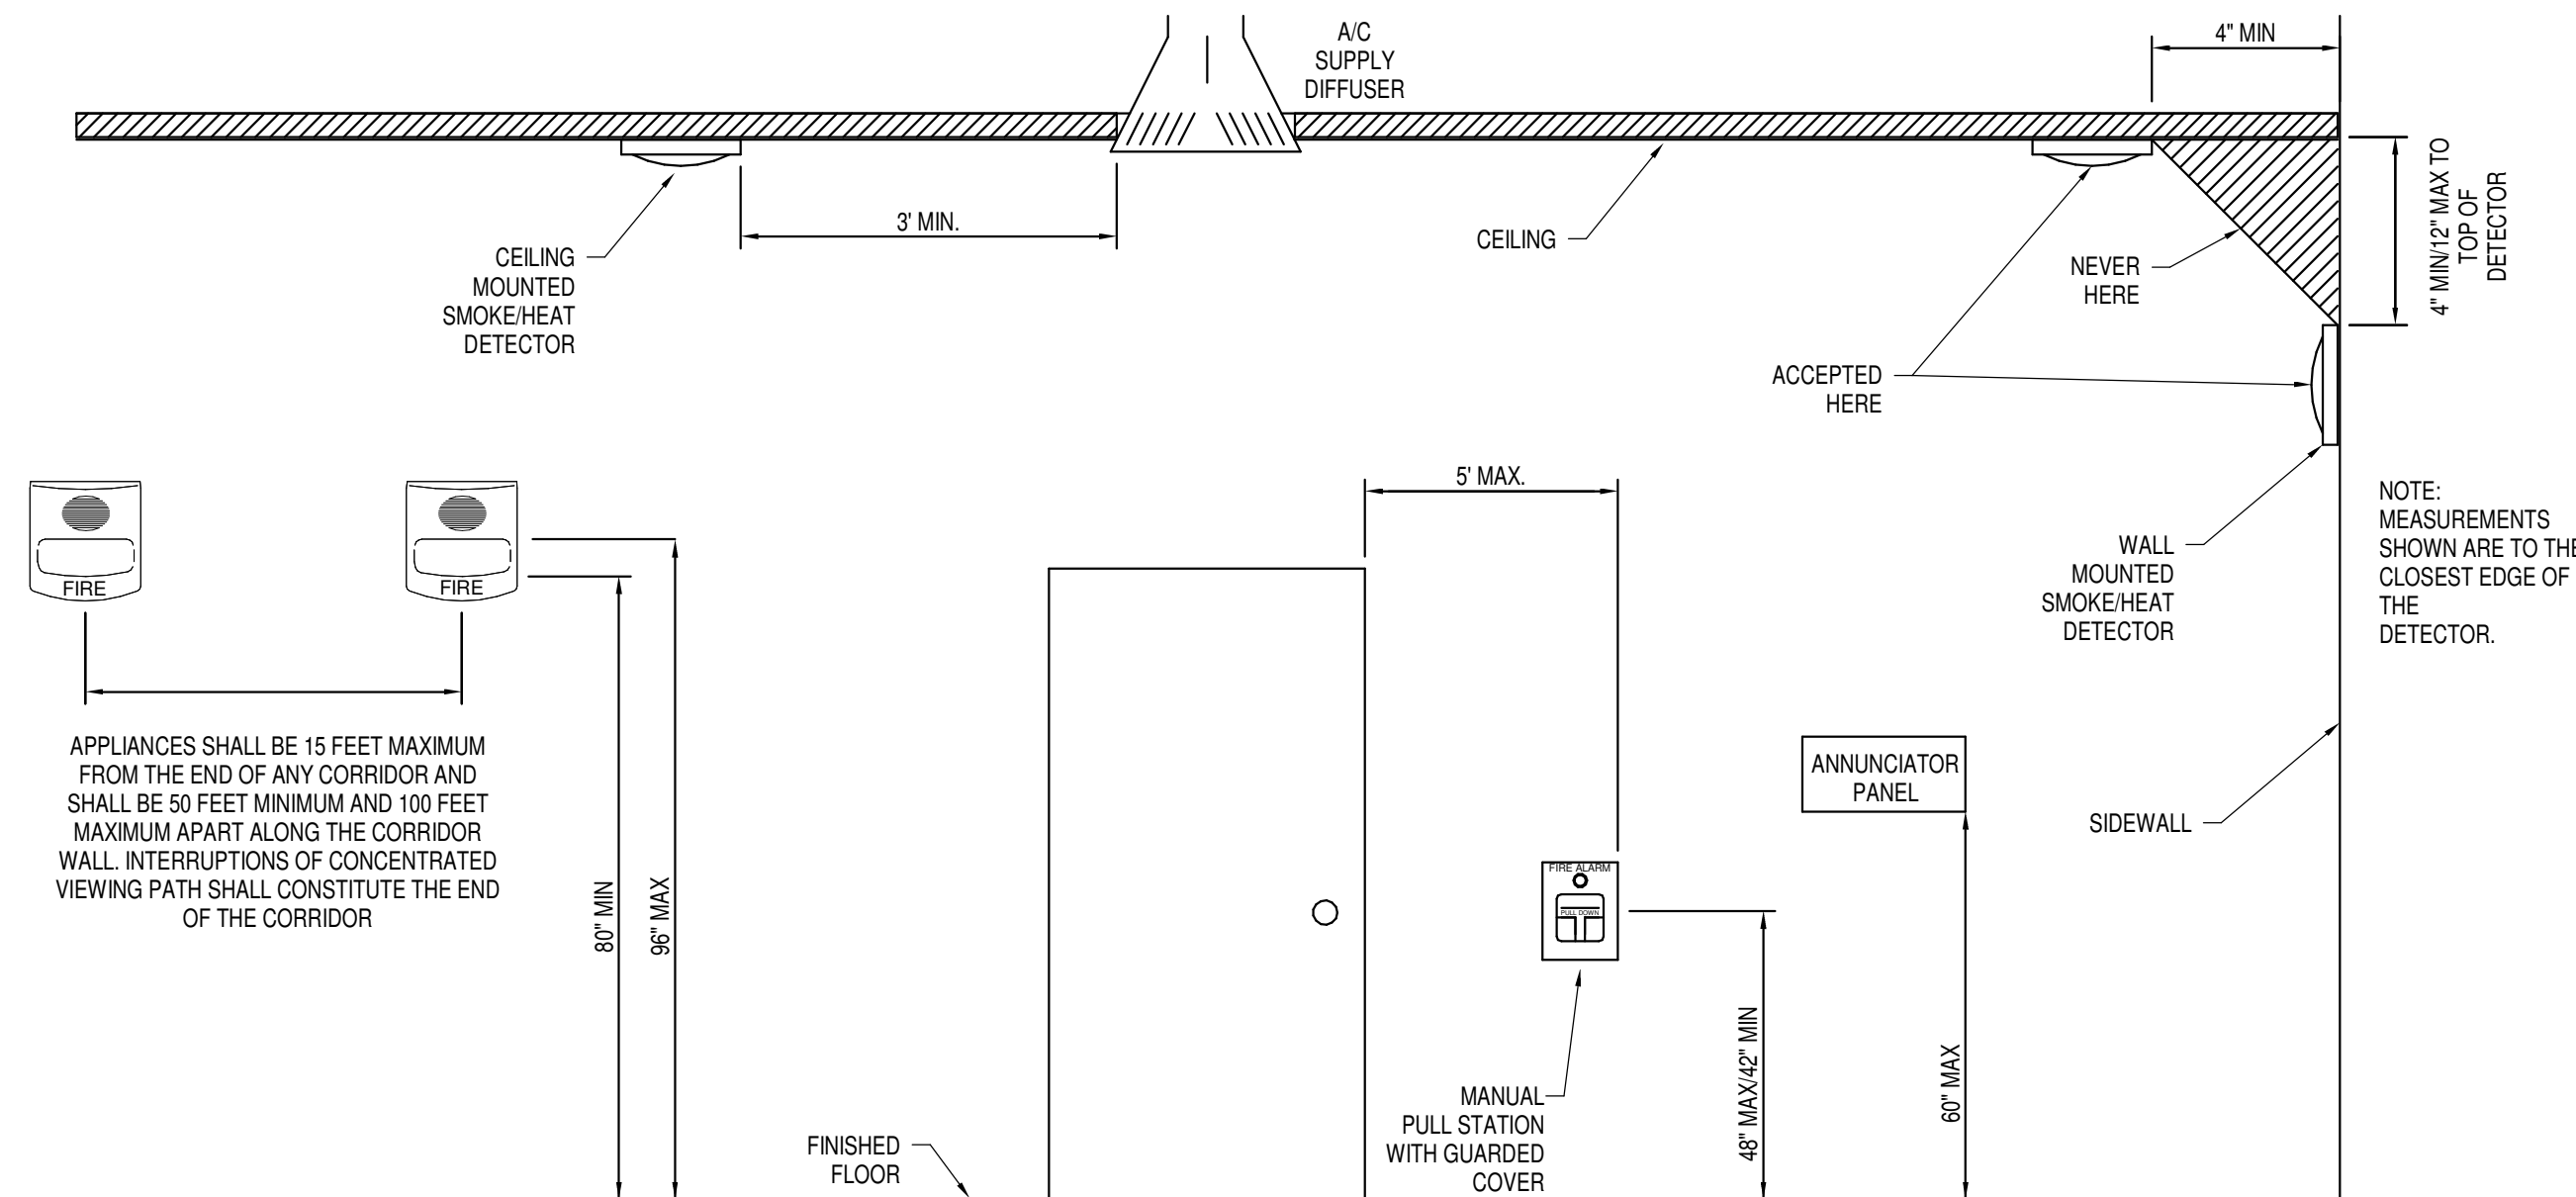 A/C
SUPPLY
DIFFUSER
4" MIN
3' MIN.
CEILING
MOUNTED
SMOKE/HEAT
DETECTOR
CEILING
NEVER
HERE
4" MIN/12" MAX TO
TOP OF
DETECTOR
ACCEPTED
HERE
FIRE
FIRE
5' MAX.
WALL
MOUNTED
SMOKE/HEAT
DETECTOR
NOTE:
MEASUREMENTS
SHOWN ARE TO THE
CLOSEST EDGE OF
THE
DETECTOR.
APPLIANCES SHALL BE 15 FEET MAXIMUM
FROM THE END OF ANY CORRIDOR AND
SHALL BE 50 FEET MINIMUM AND 100 FEET
MAXIMUM APART ALONG THE CORRIDOR
WALL. INTERRUPTIONS OF CONCENTRATED
VIEWING PATH SHALL CONSTITUTE THE END
OF THE CORRIDOR
80" MIN
96" MAX
ANNUNCIATOR
PANEL
SIDEWALL
FIRE ALARM
PULL DOWN
48" MAX/42" MIN
60" MAX
MANUAL
PULL STATION
WITH GUARDED
COVER
FINISHED
FLOOR